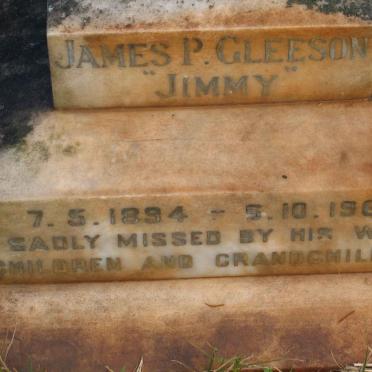 JAMES P. GLEESON
"JIMMY"
7. 5. 1894 - 5. 10. 196
SADLY MISSED BY HIS W
CHILDREN AND GRANDCHIL